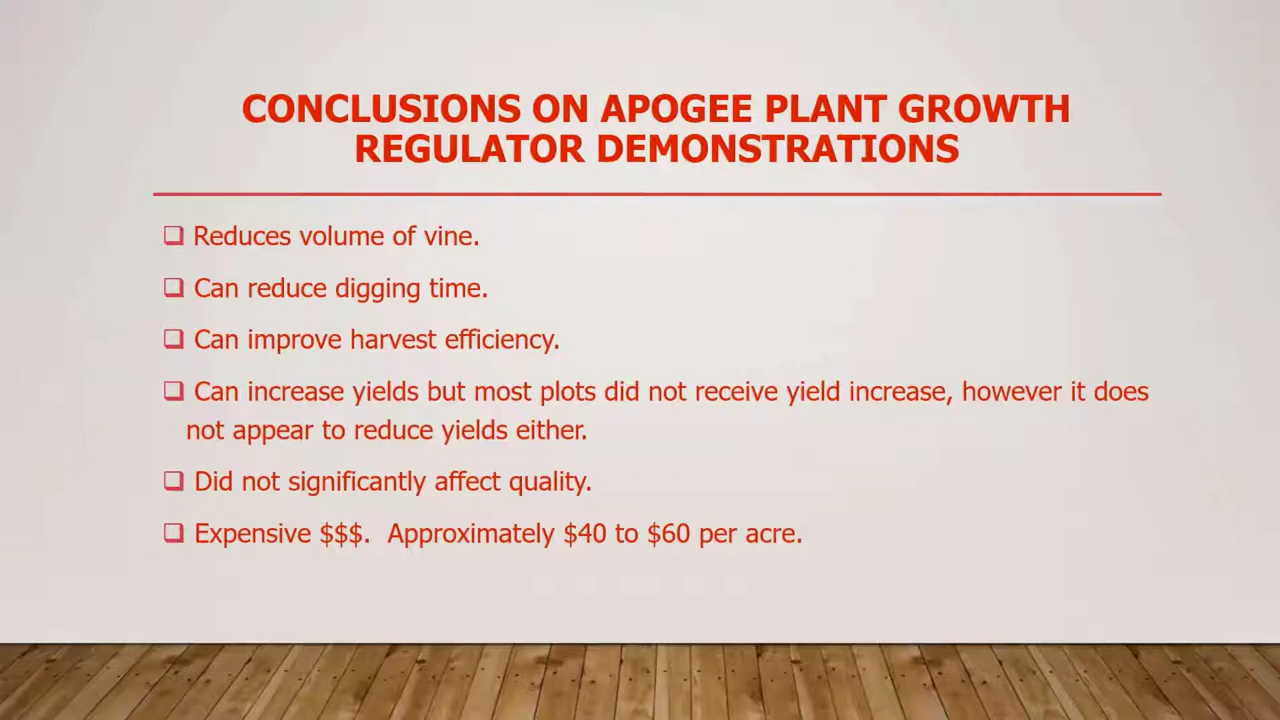 CONCLUSIONS ON APOGEE PLANT GROWTH
REGULATOR DEMONSTRATIONS
❑ Reduces volume of vine.
❑ Can reduce digging time.
❑ Can improve harvest efficiency.
❑ Can increase yields but most plots did not receive yield increase, however it does
not appear to reduce yields either.
❑ Did not significantly affect quality.
❑ Expensive $$$.  Approximately $40 to $60 per acre.